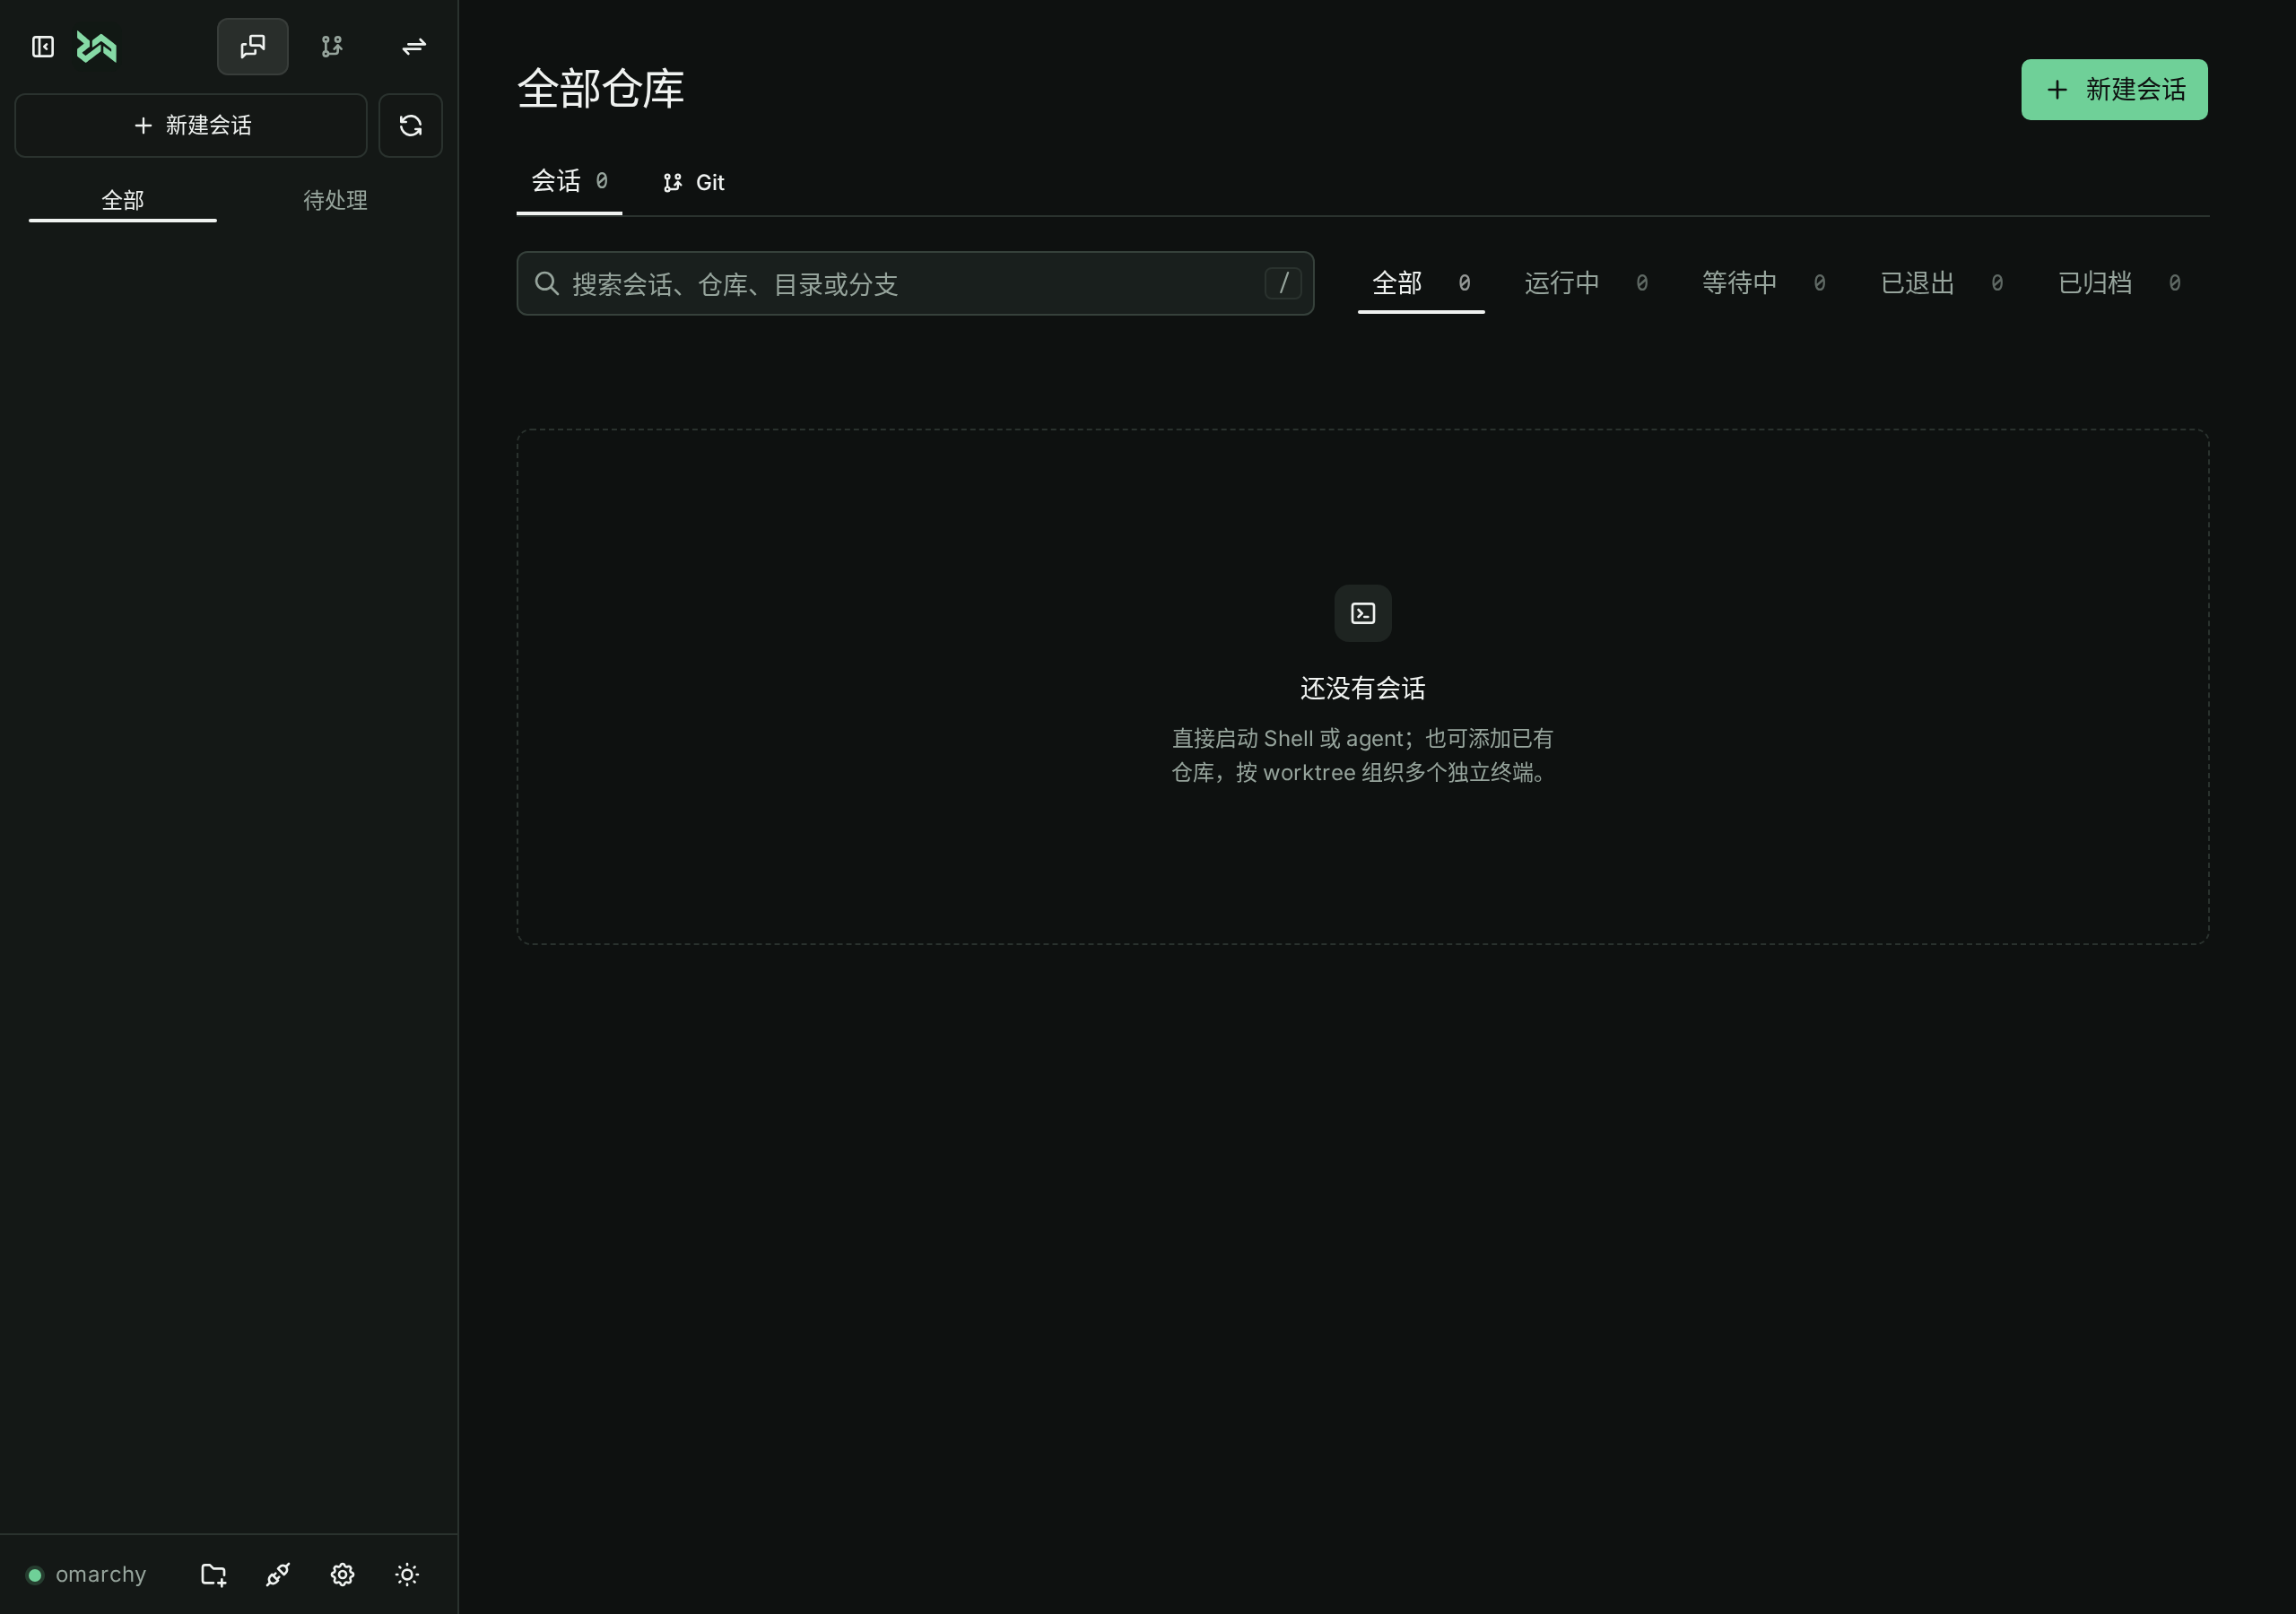 新建会话
全部
待处理
全部仓库
新建会话
会话 0
Git
搜索会话、仓库、目录或分支 /
全部 0 运行中 0 等待中 0 已退出 0 已归档 0
还没有会话
直接启动 Shell 或 agent；也可添加已有
仓库，按 worktree 组织多个独立终端。
omarchy